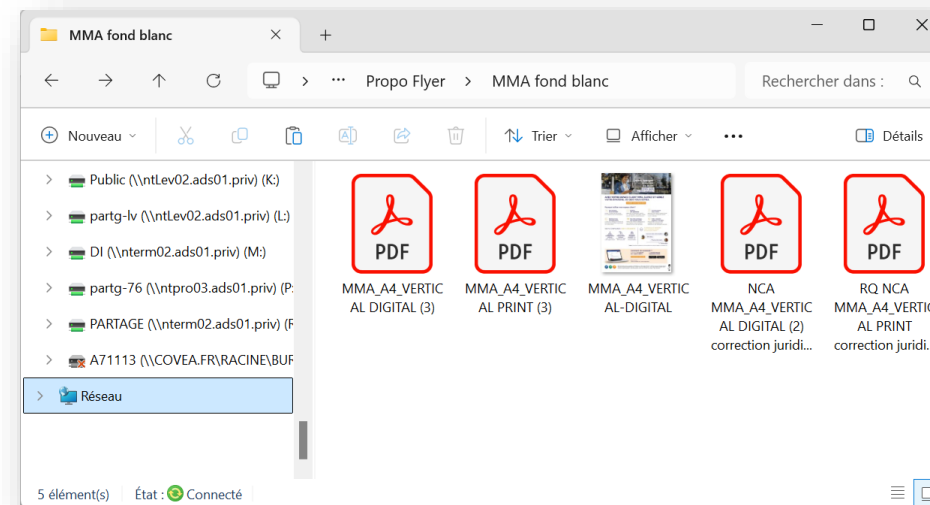 MMA fond blanc
... Propo Flyer > MMA fond blanc
Rechercher dans :
Nouveau
Trier
Afficher
...
Détails
Public (\\ntLev02.ads01.priv) (K:)
partg-lv (\\ntLev02.ads01.priv) (L:)
DI (\\nterm02.ads01.priv) (M:)
partg-76 (\\ntpro03.ads01.priv) (P:
PARTAGE (\\nterm02.ads01.priv) (F
A71113 (\\COVEA.FR\RACINE\BUR
Réseau
PDF
MMA_A4_VERTIC
AL DIGITAL (3)
PDF
MMA_A4_VERTIC
AL PRINT (3)
MMA_A4_VERTIC
AL-DIGITAL
PDF
NCA
MMA_A4_VERTIC
AL DIGITAL (2)
correction juridi...
PDF
RQ NCA
MMA_A4_VERTIC
AL PRINT
correction juridi...
5 élément(s)
État : Connecté